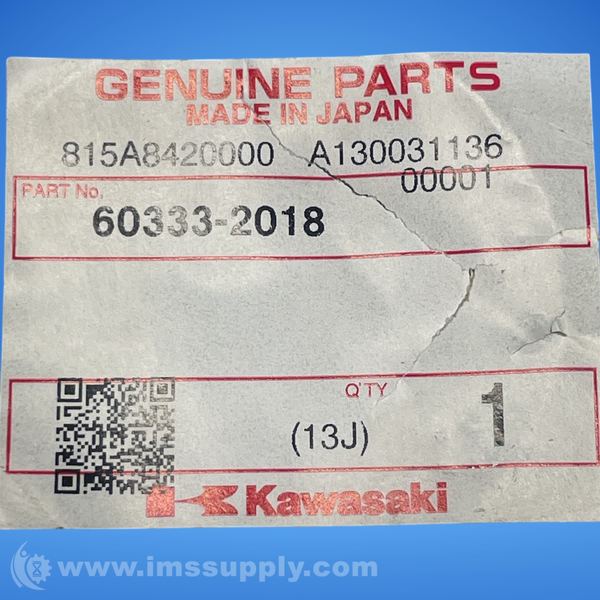 GENUINE PARTS
MADE IN JAPAN
815A8420000 A130031136
00001
PART No.
60333-2018
Q'TY
(13J) 1
Kawasaki
www.imssupply.com